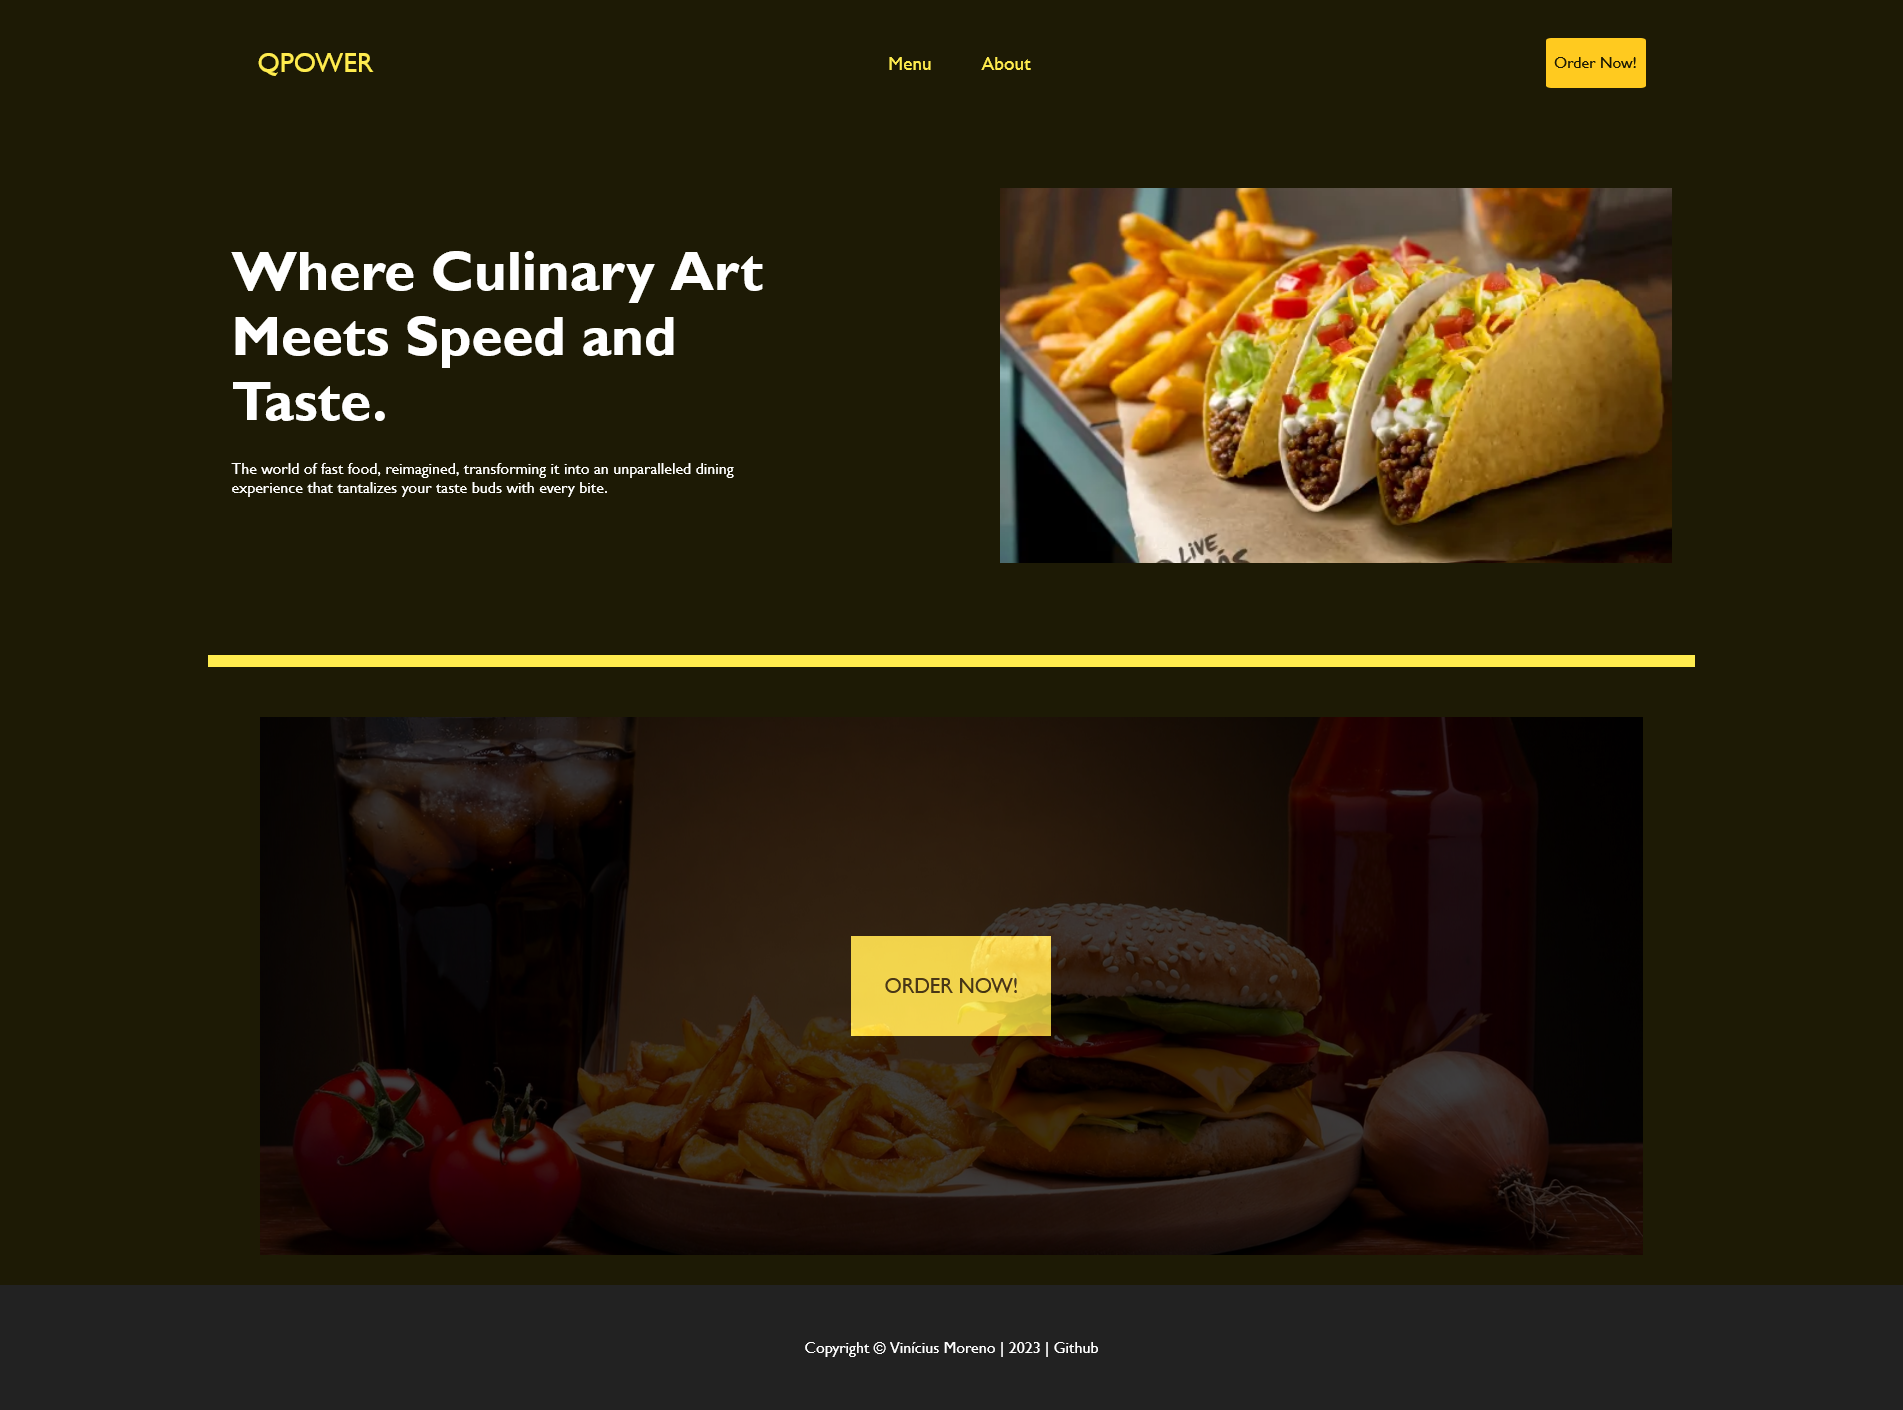 QPOWER
Menu
About
Order Now!
Where Culinary Art
Meets Speed and
Taste.
The world of fast food, reimagined, transforming it into an unparalleled dining
experience that tantalizes your taste buds with every bite.
LIVE
ORDER NOW!
Copyright © Vinícius Moreno | 2023 | Github